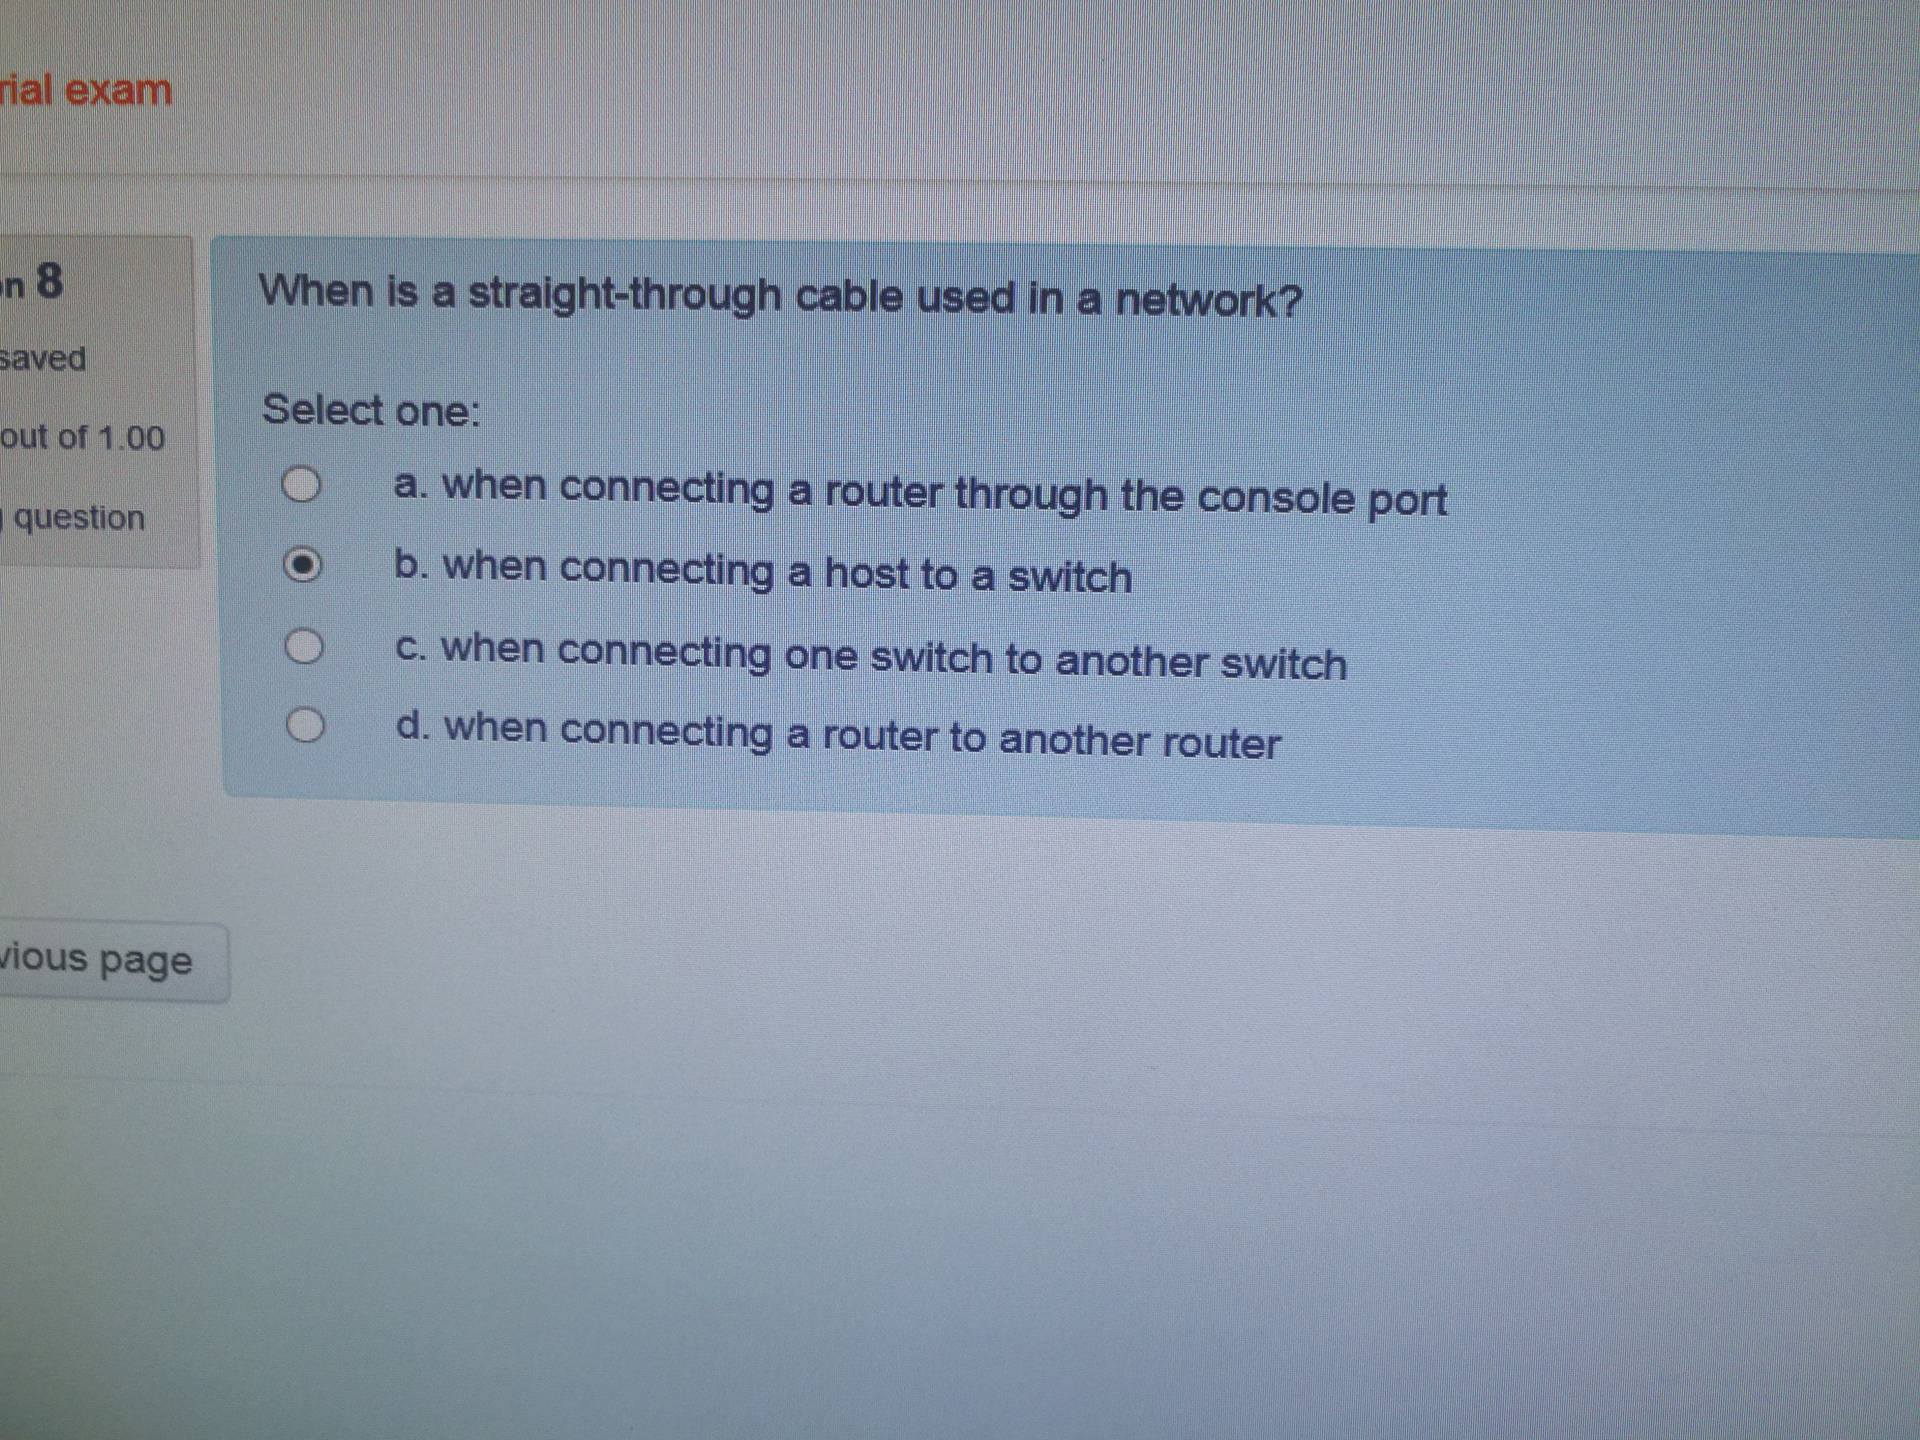 rial exam
n 8
saved
out of 1.00
question
When is a straight-through cable used in a network?
Select one:
a. when connecting a router through the console port
b. when connecting a host to a switch
c. when connecting one switch to another switch
d. when connecting a router to another router
vious page